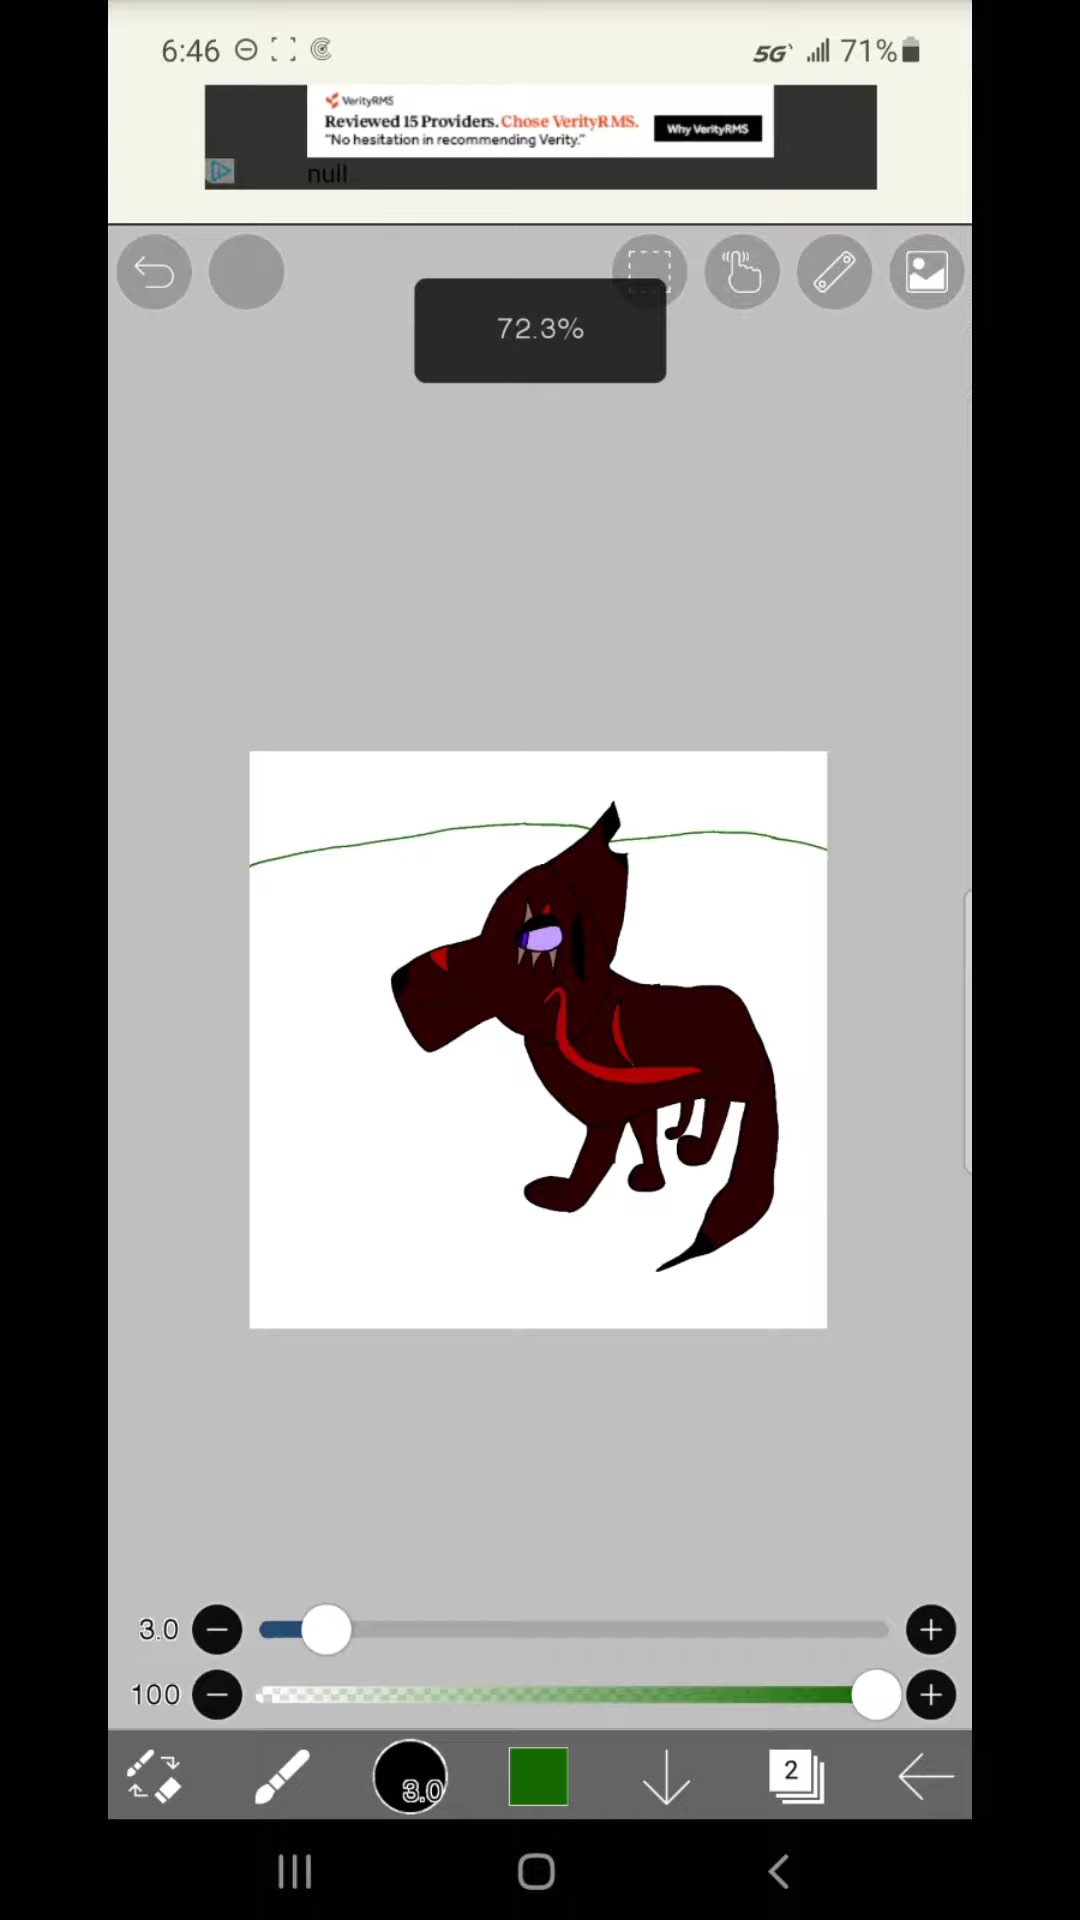 6:46
5G
71%
VerityRMS
Reviewed 15 Providers. Chose VerityRMS.
"No hesitation in recommending Verity."
Why VerityRMS
null
72.3%
3.0
100
3.0
2